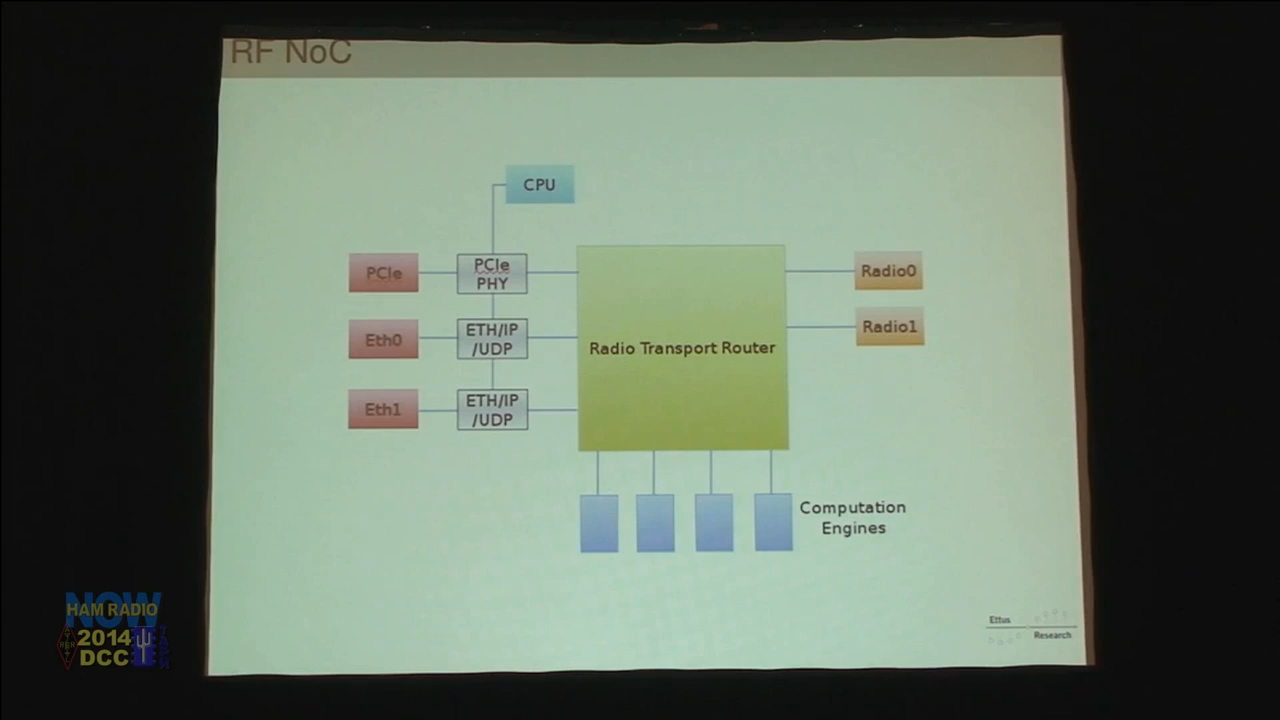 RF NoC
CPU
PCIe
PCIe
PHY
Radio0
Eth0
ETH/IP
/UDP
Radio Transport Router
Radio1
Eth1
ETH/IP
/UDP
Computation
Engines
Ettus
Research
NOW
HAM RADIO
2014
DCC